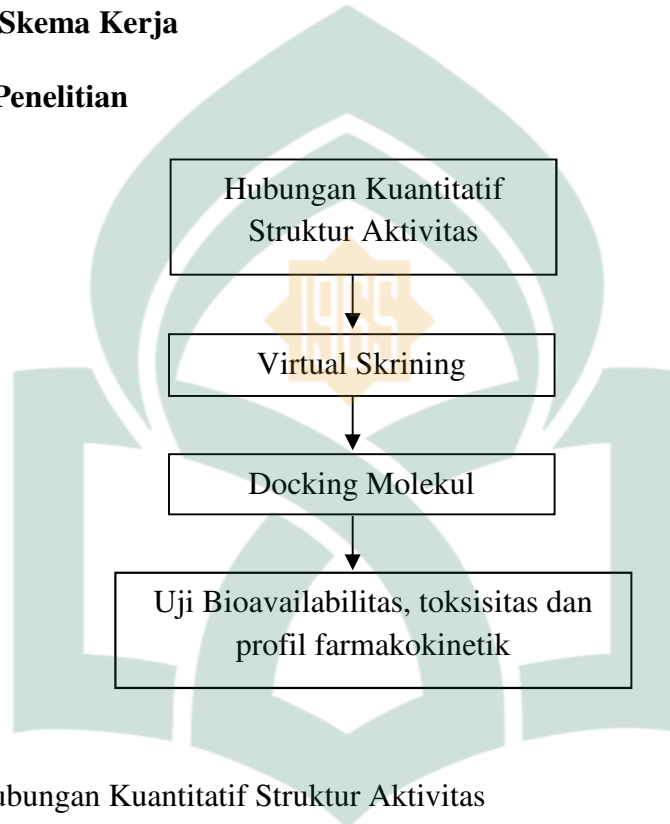 Skema Kerja
Penelitian
Hubungan Kuantitatif
Struktur Aktivitas
1965
Virtual Skrining
Docking Molekul
Uji Bioavailabilitas, toksisitas dan
profil farmakokinetik
ubungan Kuantitatif Struktur Aktivitas